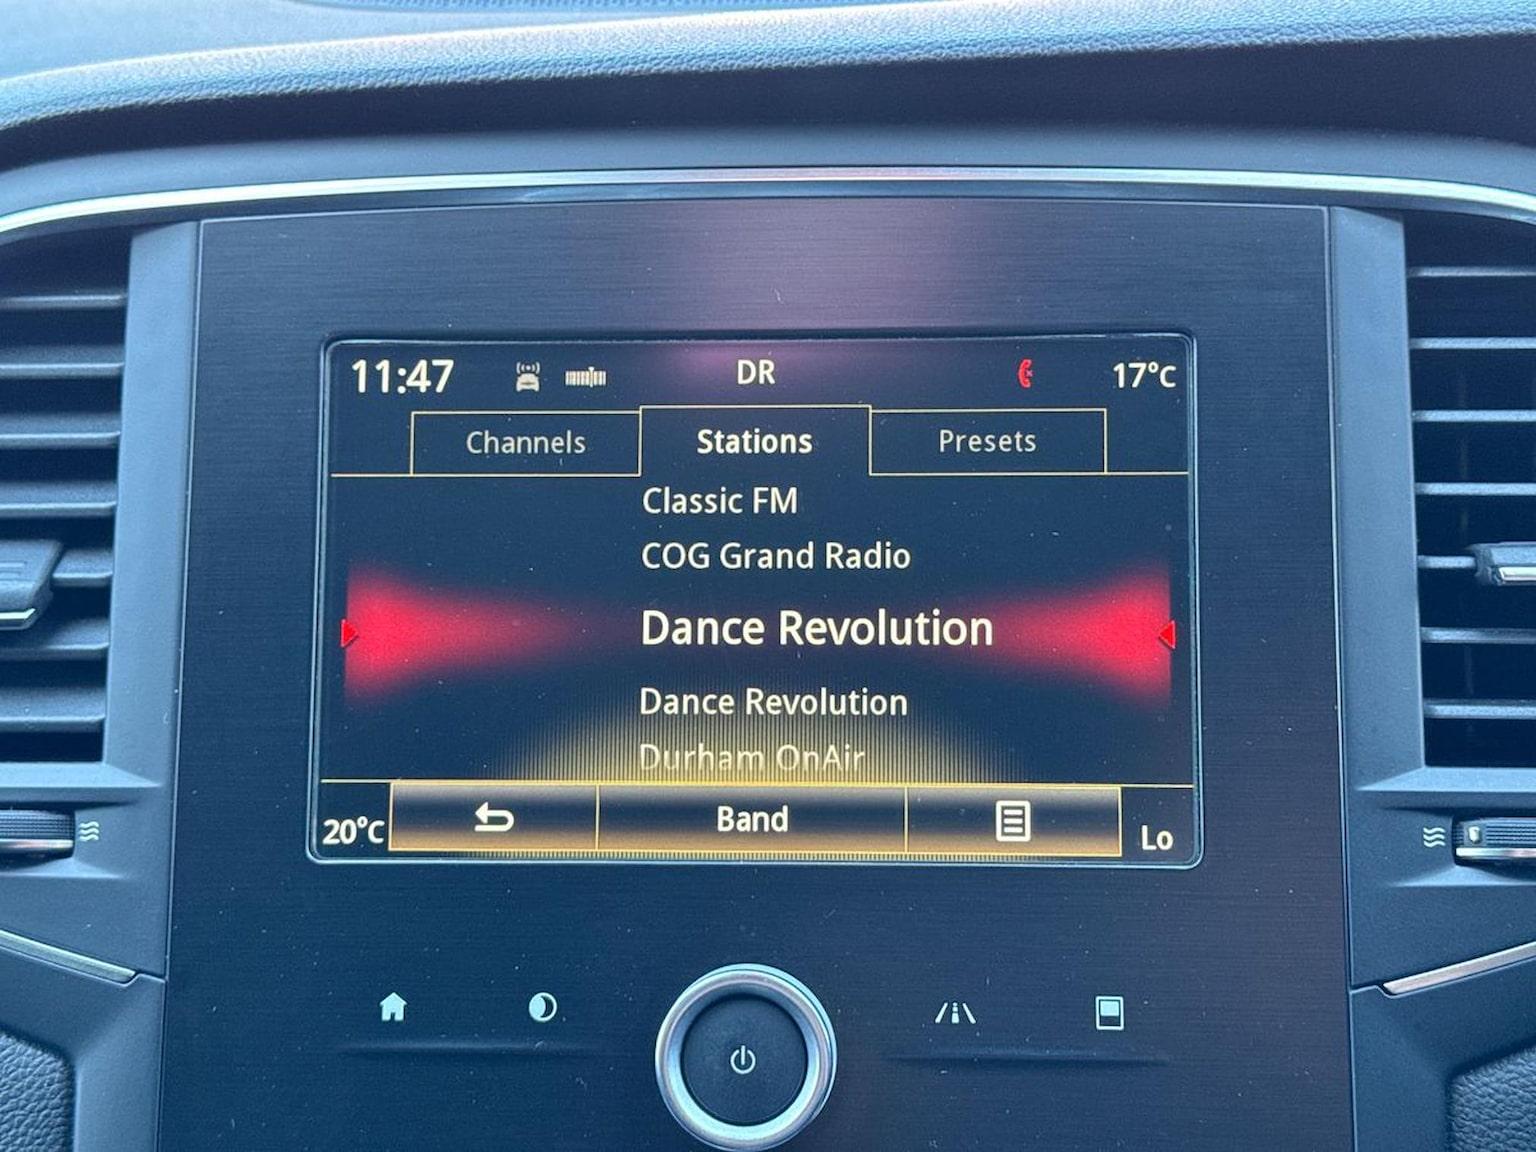 11:47 DR 17°C
Channels Stations Presets
Classic FM
COG Grand Radio
Dance Revolution
Dance Revolution
Durham OnAir
20°C Band Lo